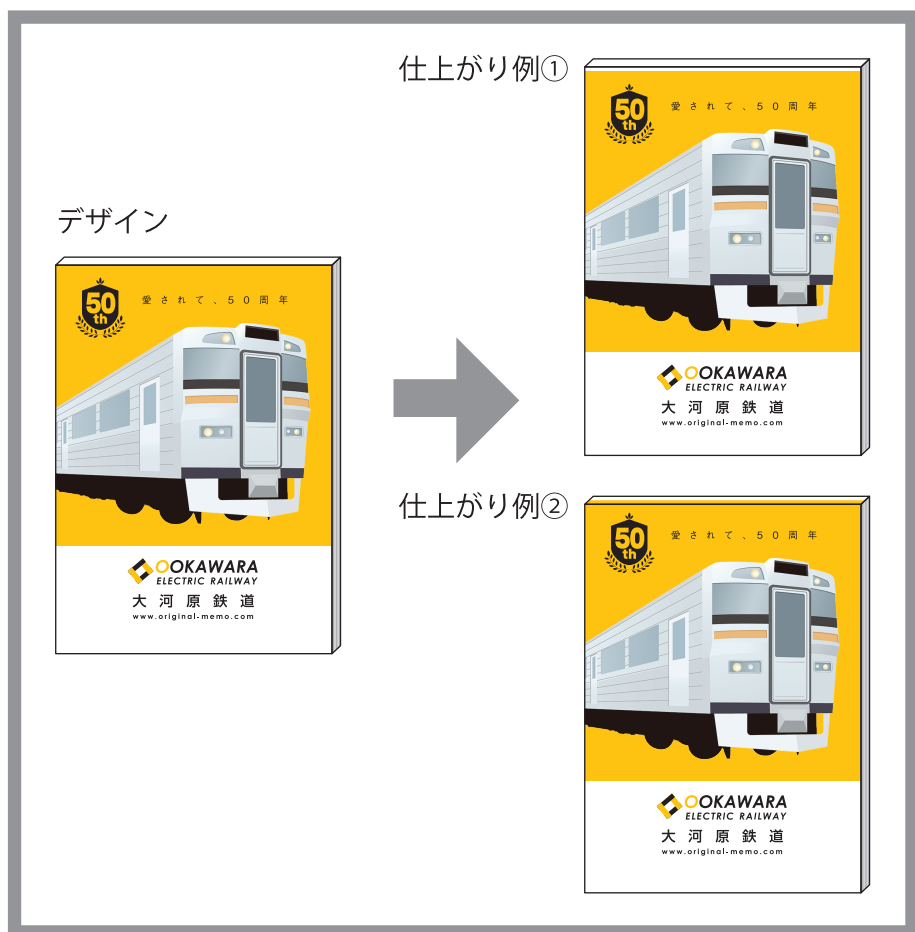 デザイン
50
th
愛されて、50周年
OOKAWARA
ELECTRIC RAILWAY
大河原鉄道
www.original-memo.com
仕上がり例①
50
th
愛されて、50周年
OOKAWARA
ELECTRIC RAILWAY
大河原鉄道
www.original-memo.com
仕上がり例②
50
th
愛されて、50周年
OOKAWARA
ELECTRIC RAILWAY
大河原鉄道
www.original-memo.com